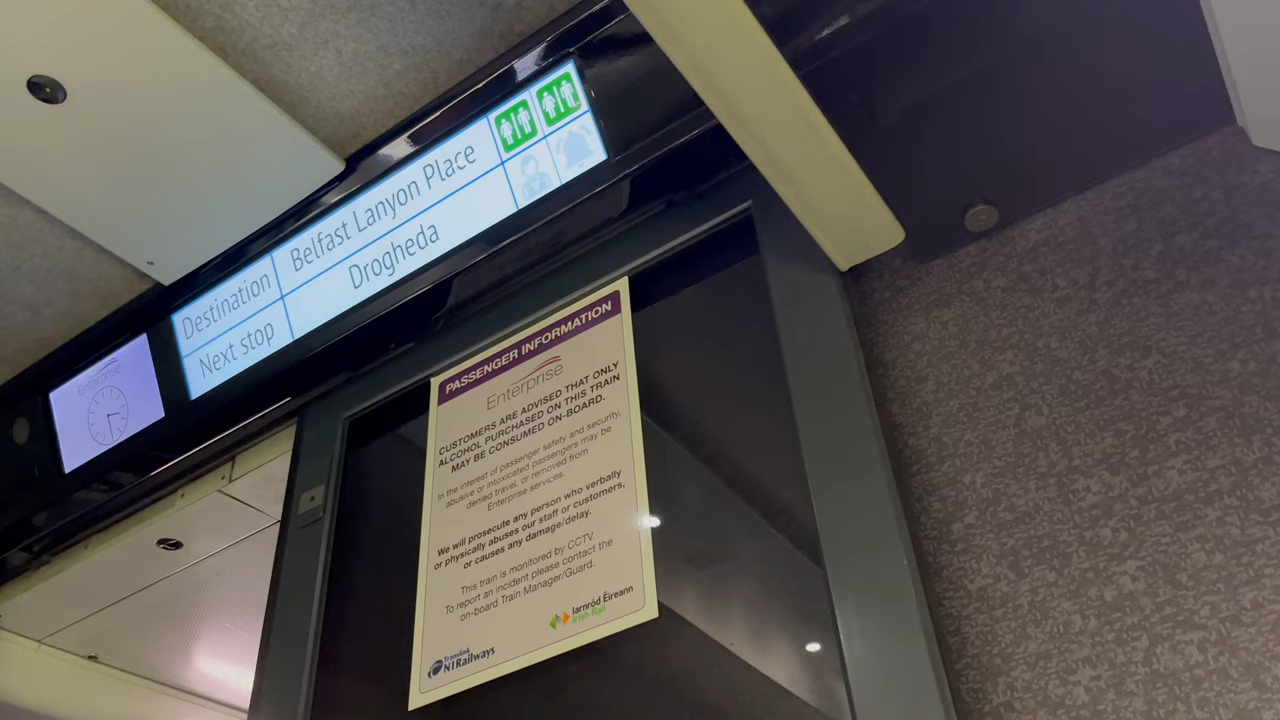 Destination Belfast Lanyon Place
Next stop Drogheda
Enterprise
PASSENGER INFORMATION
Enterprise
CUSTOMERS ARE ADVISED THAT ONLY
ALCOHOL PURCHASED ON THIS TRAIN
MAY BE CONSUMED ON-BOARD.
In the interest of passenger safety and security,
abusive or intoxicated passengers may be
denied travel, or removed from
Enterprise services.
We will prosecute any person who verbally
or physically abuses our staff or customers,
or causes any damage/delay.
This train is monitored by CCTV.
To report an incident please contact the
on-board Train Manager/Guard.
Iarnród Éireann
Irish Rail
Translink
NI Railways